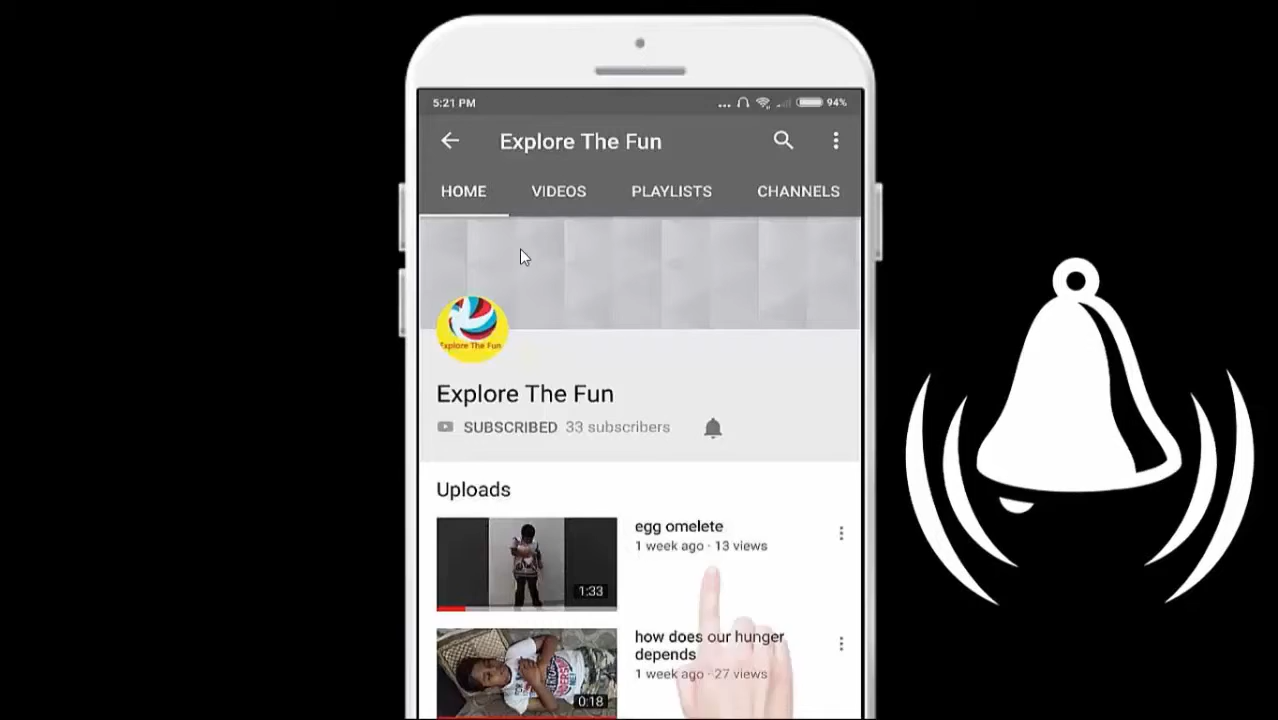 5:21 PM
94%
Explore The Fun
HOME VIDEOS PLAYLISTS CHANNELS
Explore The Fun
Explore The Fun
SUBSCRIBED 33 subscribers
Uploads
egg omelete
1 week ago · 13 views
1:33
how does our hunger
depends
1 week ago · 27 views
0:18